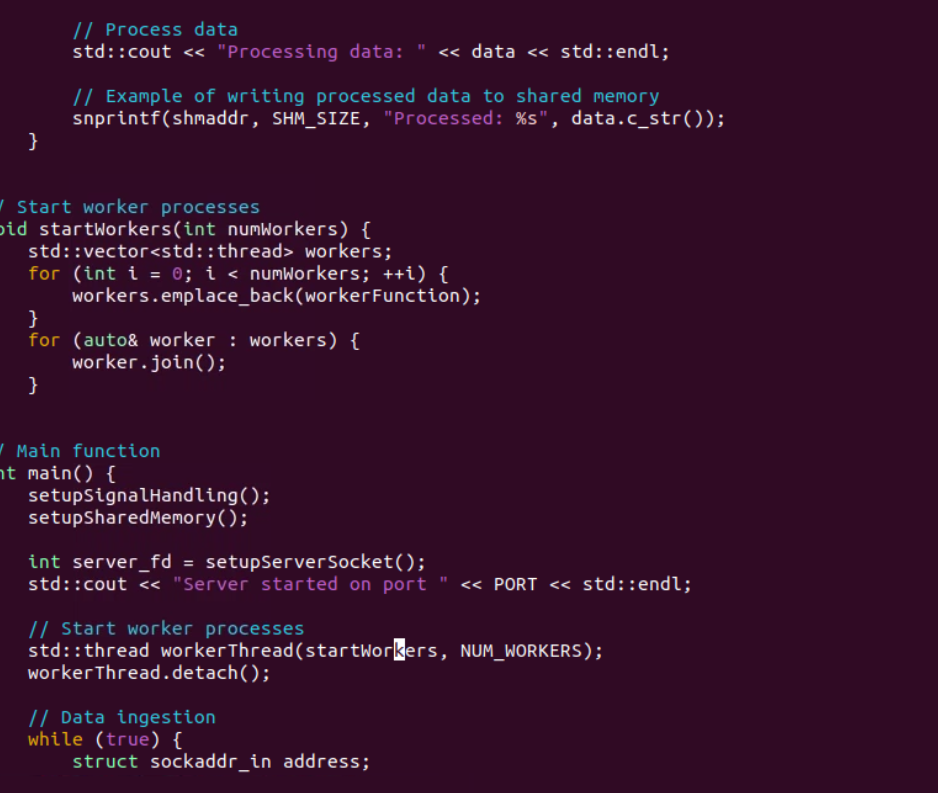 // Process data
std::cout << "Processing data: " << data << std::endl;
// Example of writing processed data to shared memory
snprintf(shmaddr, SHM_SIZE, "Processed: %s", data.c_str());
}
/ Start worker processes
oid startWorkers(int numWorkers) {
std::vector<std::thread> workers;
for (int i = 0; i < numWorkers; ++i) {
workers.emplace_back(workerFunction);
}
for (auto& worker : workers) {
worker.join();
}
/ Main function
nt main() {
setupSignalHandling();
setupSharedMemory();
int server_fd = setupServerSocket();
std::cout << "Server started on port " << PORT << std::endl;
// Start worker processes
std::thread workerThread(startWorkers, NUM_WORKERS);
workerThread.detach();
// Data ingestion
while (true) {
struct sockaddr_in address;